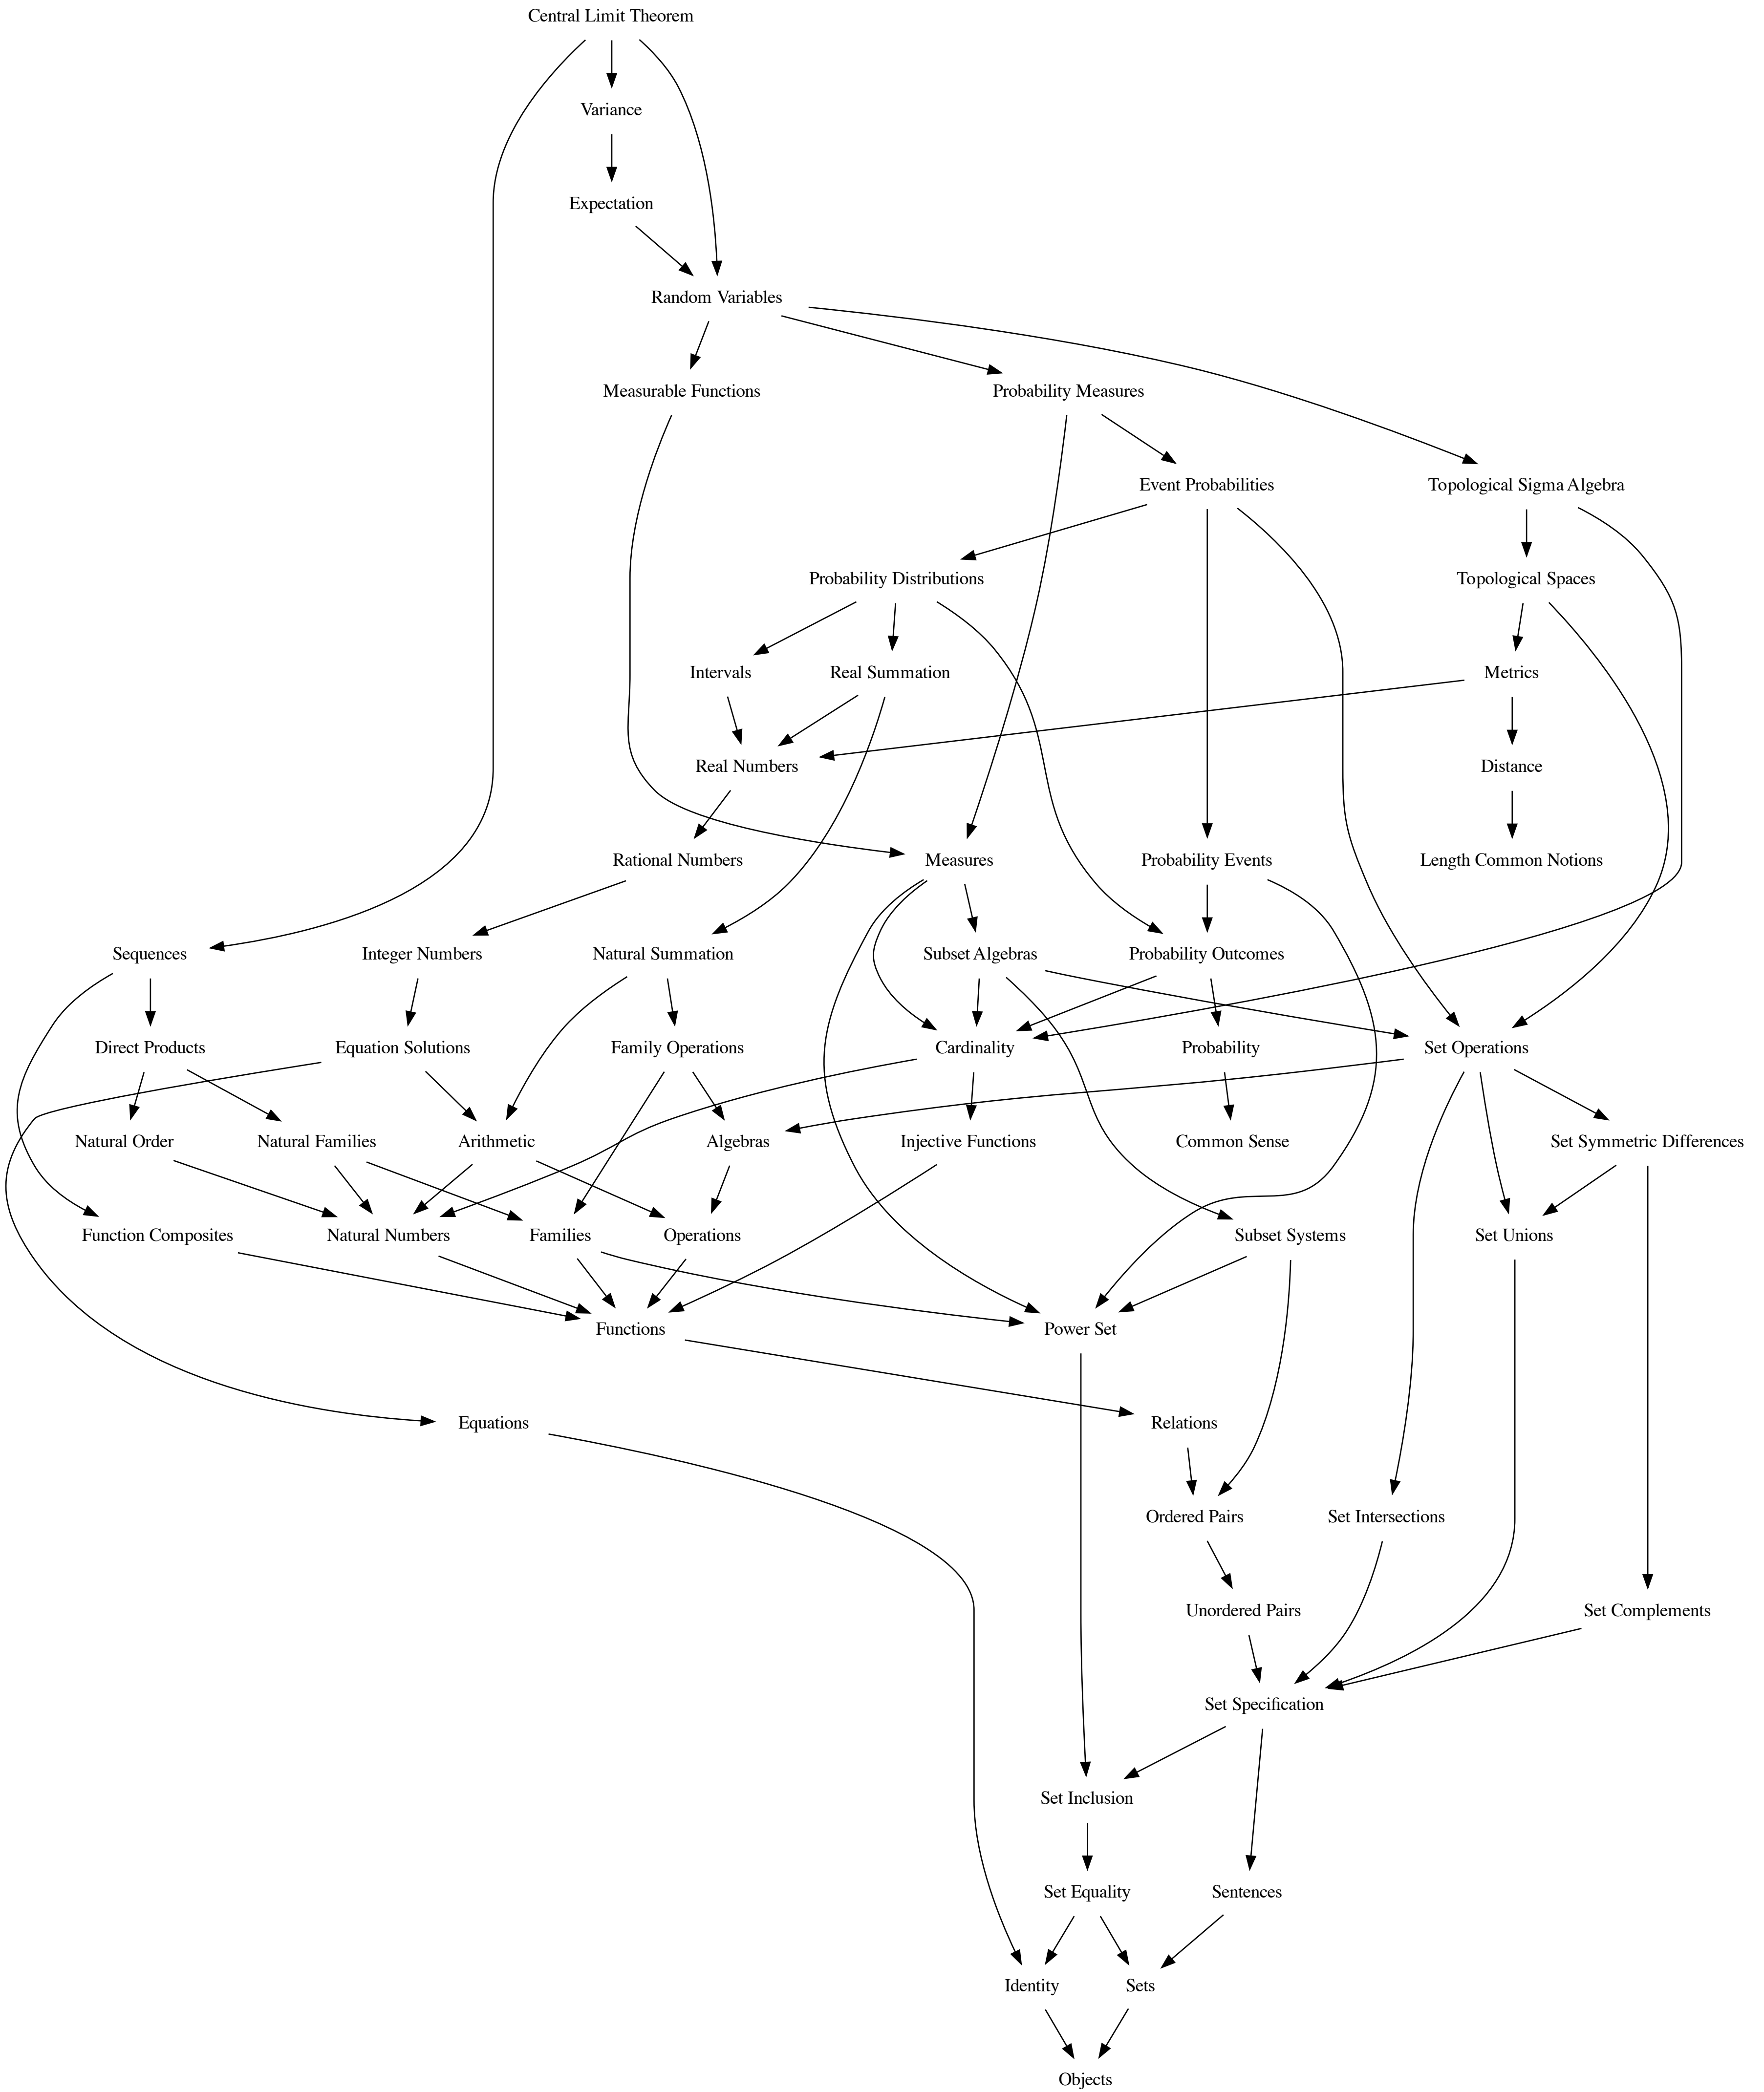 Central Limit Theorem
Variance
Expectation
Random Variables
Measurable Functions
Probability Measures
Event Probabilities
Topological Sigma Algebra
Probability Distributions
Topological Spaces
Intervals
Real Summation
Metrics
Real Numbers
Distance
Rational Numbers
Measures
Probability Events
Length Common Notions
Sequences
Integer Numbers
Natural Summation
Subset Algebras
Probability Outcomes
Direct Products
Equation Solutions
Family Operations
Cardinality
Probability
Set Operations
Natural Order
Natural Families
Arithmetic
Algebras
Injective Functions
Common Sense
Set Symmetric Differences
Function Composites
Natural Numbers
Families
Operations
Subset Systems
Set Unions
Functions
Power Set
Equations
Relations
Ordered Pairs
Set Intersections
Unordered Pairs
Set Complements
Set Specification
Set Inclusion
Set Equality
Sentences
Identity
Sets
Objects